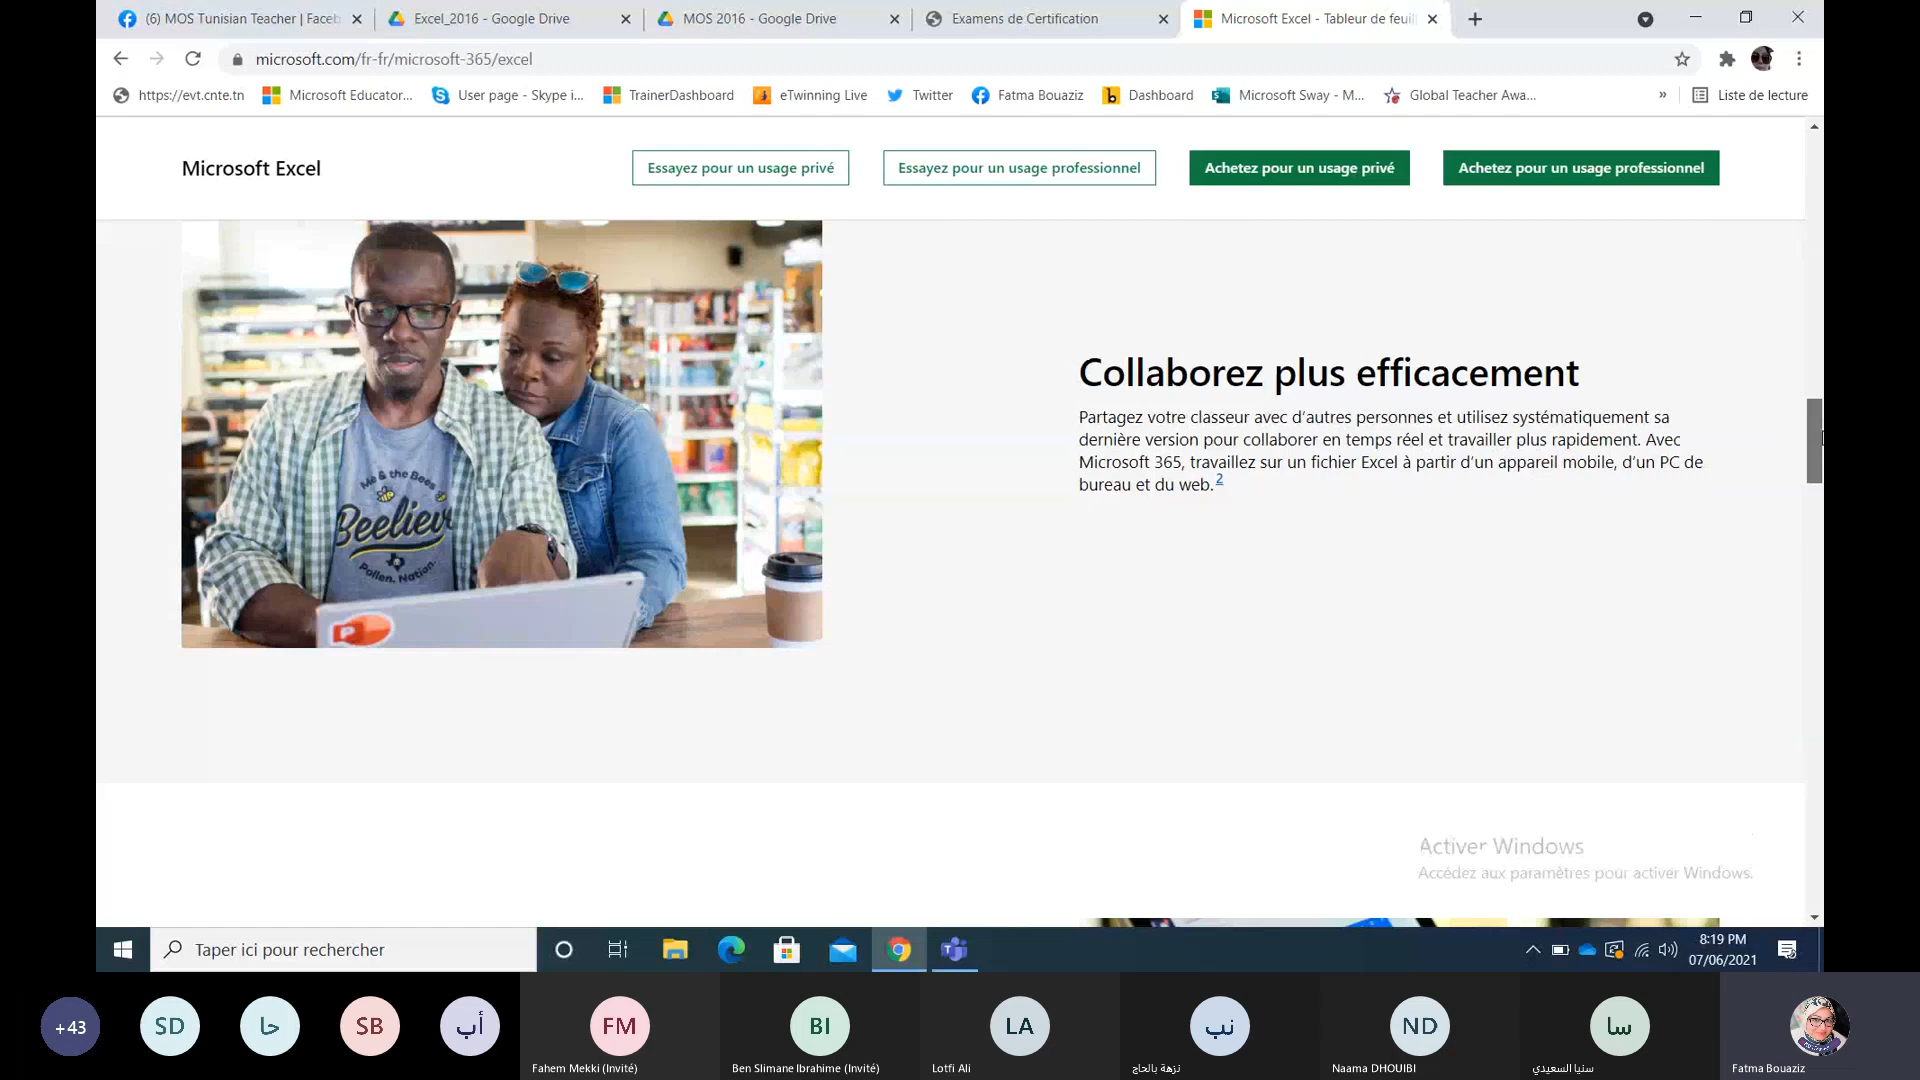 (6) MOS Tunisian Teacher | Faceb
Excel_2016 - Google Drive
MOS 2016 - Google Drive
Examens de Certification
Microsoft Excel - Tableur de feuil
microsoft.com/fr-fr/microsoft-365/excel
https://evt.cnte.tn
Microsoft Educator...
User page - Skype i...
TrainerDashboard
eTwinning Live
Twitter
Fatma Bouaziz
Dashboard
Microsoft Sway - M...
Global Teacher Awa...
»
Liste de lecture
Microsoft Excel
Essayez pour un usage privé
Essayez pour un usage professionnel
Achetez pour un usage privé
Achetez pour un usage professionnel
Me & the Bees
Beelieve
Pollen. Nation.
P
Collaborez plus efficacement
Partagez votre classeur avec d'autres personnes et utilisez systématiquement sa
dernière version pour collaborer en temps réel et travailler plus rapidement. Avec
Microsoft 365, travaillez sur un fichier Excel à partir d'un appareil mobile, d'un PC de
bureau et du web.2
Activer Windows
Accédez aux paramètres pour activer Windows.
Taper ici pour rechercher
8:19 PM
07/06/2021
+43
SD
حا
SB
أب
FM
Fahem Mekki (Invité)
BI
Ben Slimane Ibrahime (Invité)
LA
Lotfi Ali
نب
نزهة بالحاج
ND
Naama DHOUIBI
سا
سنيا السعيدي
Fatma Bouaziz